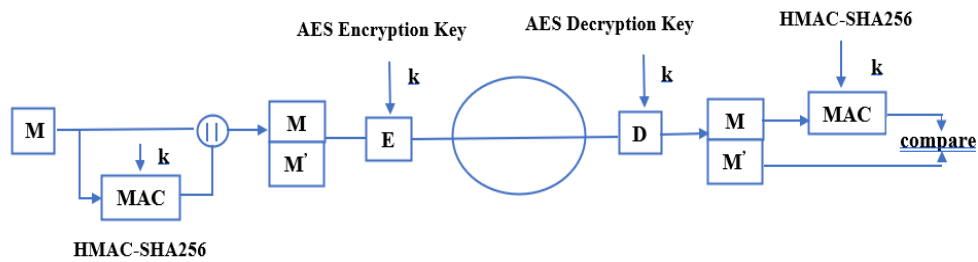 HMAC-SHA256
AES Encryption Key
AES Decryption Key
k
k
k
M
||
M
E
D
M
MAC
compare
k
M'
M'
MAC
HMAC-SHA256